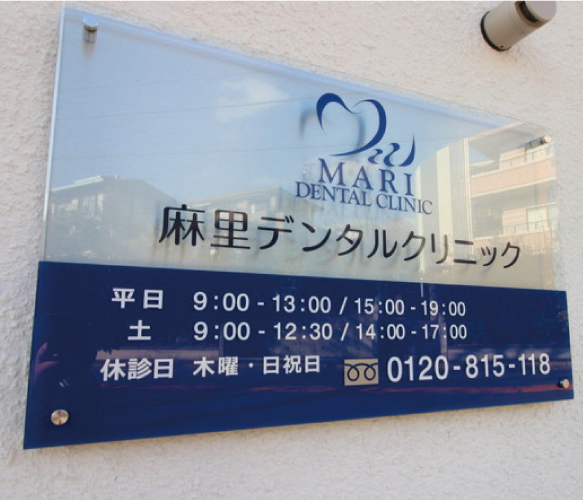 MARI
DENTAL CLINIC
麻里デンタルクリニック
平日 9:00 - 13:00 / 15:00 - 19:00
土 9:00 - 12:30 / 14:00 - 17:00
休診日 木曜・日祝日 0120-815-118